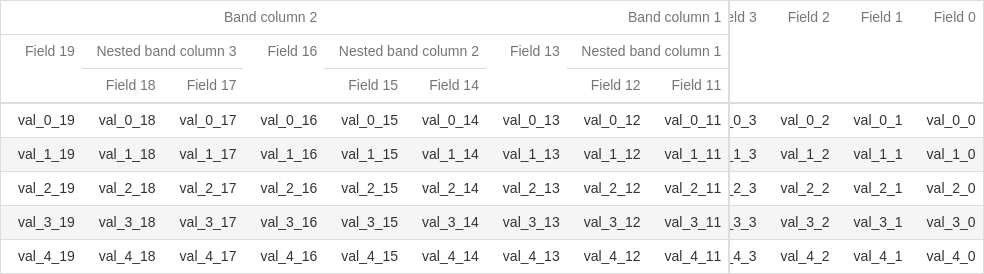 Band column 2 Band column 1 eld 3 Field 2 Field 1 Field 0
Field 19 Nested band column 3 Field 16 Nested band column 2 Field 13 Nested band column 1
Field 18 Field 17 Field 15 Field 14 Field 12 Field 11
val_0_19 val_0_18 val_0_17 val_0_16 val_0_15 val_0_14 val_0_13 val_0_12 val_0_11 _0_3 val_0_2 val_0_1 val_0_0
val_1_19 val_1_18 val_1_17 val_1_16 val_1_15 val_1_14 val_1_13 val_1_12 val_1_11 _1_3 val_1_2 val_1_1 val_1_0
val_2_19 val_2_18 val_2_17 val_2_16 val_2_15 val_2_14 val_2_13 val_2_12 val_2_11 _2_3 val_2_2 val_2_1 val_2_0
val_3_19 val_3_18 val_3_17 val_3_16 val_3_15 val_3_14 val_3_13 val_3_12 val_3_11 _3_3 val_3_2 val_3_1 val_3_0
val_4_19 val_4_18 val_4_17 val_4_16 val_4_15 val_4_14 val_4_13 val_4_12 val_4_11 _4_3 val_4_2 val_4_1 val_4_0